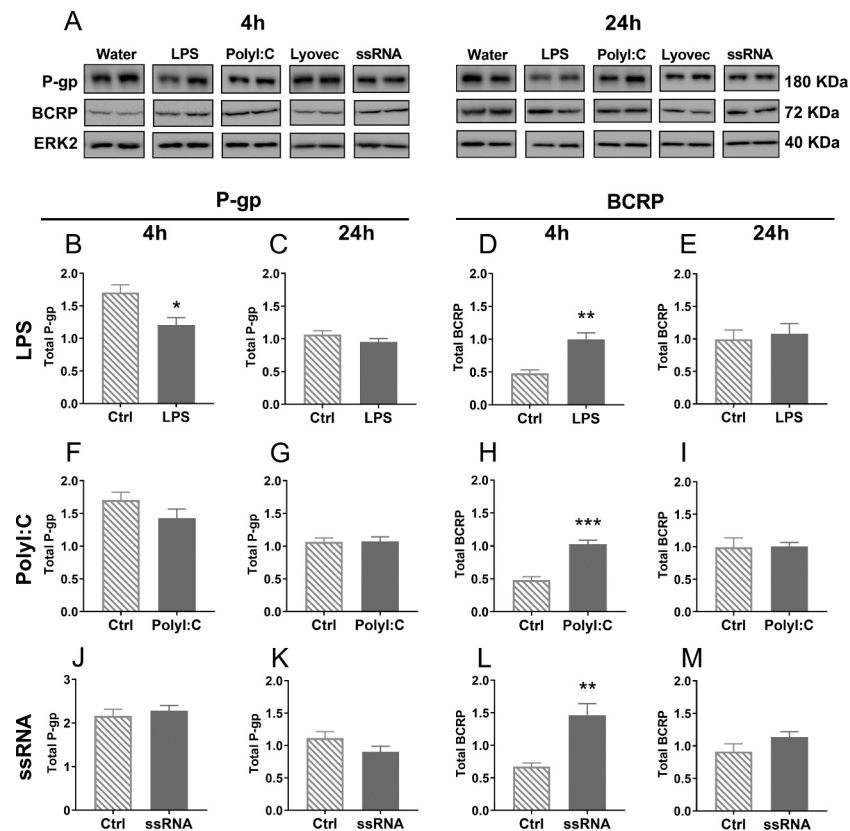 A 4h 24h
Water LPS PolyI:C Lyovec ssRNA Water LPS PolyI:C Lyovec ssRNA
P-gp 180 KDa
BCRP 72 KDa
ERK2 40 KDa
P-gp BCRP
B 4h C 24h D 4h E 24h
LPS
Total P-gp
2.0
1.5
1.0
0.5
0.0
*
Ctrl LPS
Total P-gp
2.0
1.5
1.0
0.5
0.0
Ctrl LPS
Total BCRP
2.0
1.5
1.0
0.5
0.0
**
Ctrl LPS
Total BCRP
2.0
1.5
1.0
0.5
0.0
Ctrl LPS
F G H I
PolyI:C
Total P-gp
2.0
1.5
1.0
0.5
0.0
Ctrl PolyI:C
Total P-gp
2.0
1.5
1.0
0.5
0.0
Ctrl PolyI:C
Total BCRP
2.0
1.5
1.0
0.5
0.0
***
Ctrl PolyI:C
Total BCRP
2.0
1.5
1.0
0.5
0.0
Ctrl PolyI:C
J K L M
ssRNA
Total P-gp
3
2
1
0
Ctrl ssRNA
Total P-gp
2.0
1.5
1.0
0.5
0.0
Ctrl ssRNA
Total BCRP
2.0
1.5
1.0
0.5
0.0
**
Ctrl ssRNA
Total BCRP
2.0
1.5
1.0
0.5
0.0
Ctrl ssRNA